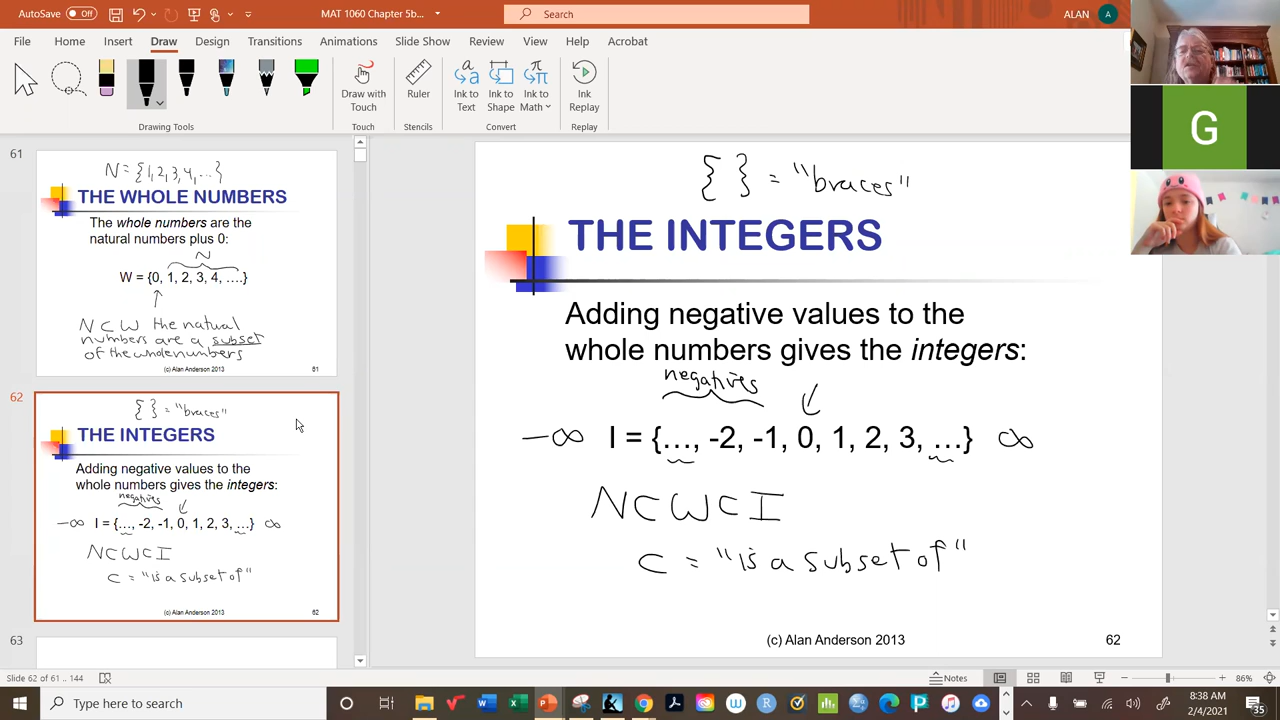 AutoSave Off MAT 1060 Chapter 5b... Search ALAN A
File Home Insert Draw Design Transitions Animations Slide Show Review View Help Acrobat
Draw with Touch
Ruler
Ink to Text
Ink to Shape
Ink to Math
Ink Replay
Drawing Tools Touch Stencils Convert Replay
G
61
N = {1,2,3,4,...}
THE WHOLE NUMBERS
The whole numbers are the
natural numbers plus 0:
N
W = {0, 1, 2, 3, 4, ….}
N ⊂ W the natural
numbers are a subset
of the whole numbers
(c) Alan Anderson 2013 61
62
{ } = "braces"
THE INTEGERS
Adding negative values to the
whole numbers gives the integers:
negatives
-∞ I = {…, -2, -1, 0, 1, 2, 3, …} ∞
N⊂W⊂I
⊂ = "is a subset of"
(c) Alan Anderson 2013 62
63
{ } = "braces"
THE INTEGERS
Adding negative values to the
whole numbers gives the integers:
negatives
-∞ I = {…, -2, -1, 0, 1, 2, 3, …} ∞
N⊂W⊂I
⊂ = "is a subset of"
(c) Alan Anderson 2013 62
Slide 62 of 61 .. 144 Notes 86%
Type here to search
8:38 AM
2/4/2021
35